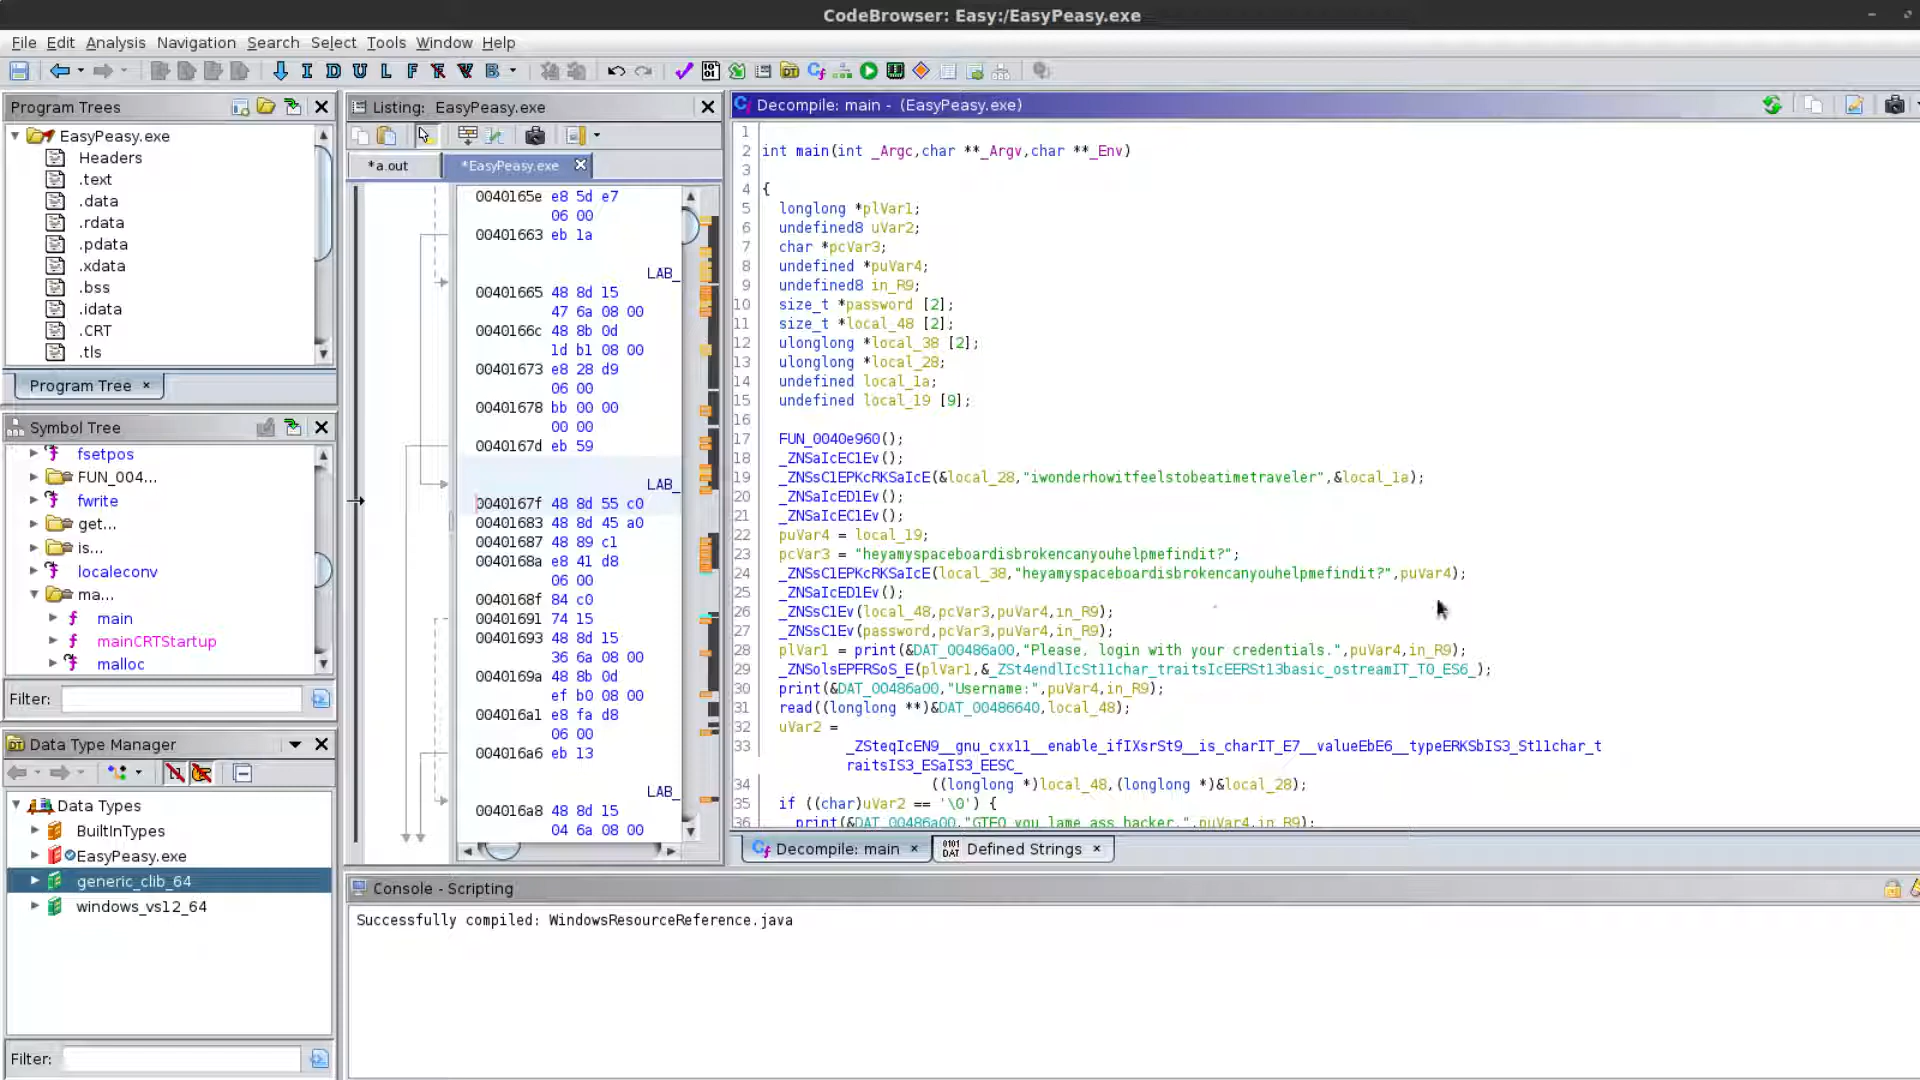 CodeBrowser: Easy:/EasyPeasy.exe
File Edit Analysis Navigation Search Select Tools Window Help
Program Trees
EasyPeasy.exe
Headers
.text
.data
.rdata
.pdata
.xdata
.bss
.idata
.CRT
.tls
Program Tree ×
Symbol Tree
fsetpos
FUN_004...
fwrite
get...
is...
localeconv
ma...
main
mainCRTStartup
malloc
Filter:
Data Type Manager
Data Types
BuiltInTypes
EasyPeasy.exe
generic_clib_64
windows_vs12_64
Filter:
Listing: EasyPeasy.exe
*a.out *EasyPeasy.exe
0040165e e8 5d e7
06 00
00401663 eb 1a
LAB_
00401665 48 8d 15
47 6a 08 00
0040166c 48 8b 0d
1d b1 08 00
00401673 e8 28 d9
06 00
00401678 bb 00 00
00 00
0040167d eb 59
LAB_
0040167f 48 8d 55 c0
00401683 48 8d 45 a0
00401687 48 89 c1
0040168a e8 41 d8
06 00
0040168f 84 c0
00401691 74 15
00401693 48 8d 15
36 6a 08 00
0040169a 48 8b 0d
ef b0 08 00
004016a1 e8 fa d8
06 00
004016a6 eb 13
LAB_
004016a8 48 8d 15
04 6a 08 00
Decompile: main - (EasyPeasy.exe)
1
2 int main(int _Argc,char **_Argv,char **_Env)
3
4 {
5 longlong *plVar1;
6 undefined8 uVar2;
7 char *pcVar3;
8 undefined *puVar4;
9 undefined8 in_R9;
10 size_t *password [2];
11 size_t *local_48 [2];
12 ulonglong *local_38 [2];
13 ulonglong *local_28;
14 undefined local_1a;
15 undefined local_19 [9];
16
17 FUN_0040e960();
18 _ZNSaIcEC1Ev();
19 _ZNSsC1EPKcRKSaIcE(&local_28,"iwonderhowitfeelstobeatimetraveler",&local_1a);
20 _ZNSaIcED1Ev();
21 _ZNSaIcEC1Ev();
22 puVar4 = local_19;
23 pcVar3 = "heyamyspaceboardisbrokencanyouhelpmefindit?";
24 _ZNSsC1EPKcRKSaIcE(local_38,"heyamyspaceboardisbrokencanyouhelpmefindit?",puVar4);
25 _ZNSaIcED1Ev();
26 _ZNSsC1Ev(local_48,pcVar3,puVar4,in_R9);
27 _ZNSsC1Ev(password,pcVar3,puVar4,in_R9);
28 plVar1 = print(&DAT_00486a00,"Please, login with your credentials.",puVar4,in_R9);
29 _ZNSolsEPFRSoS_E(plVar1,&_ZSt4endlIcSt11char_traitsIcEERSt13basic_ostreamIT_T0_ES6_);
30 print(&DAT_00486a00,"Username:",puVar4,in_R9);
31 read((longlong **)&DAT_00486640,local_48);
32 uVar2 =
33 _ZSteqIcEN9__gnu_cxx11__enable_ifIXsrSt9__is_charIT_E7__valueEbE6__typeERKSbIS3_St11char_t
raitsIS3_ESaIS3_EESC_
34 ((longlong *)local_48,(longlong *)&local_28);
35 if ((char)uVar2 == '\0') {
36 print(&DAT_00486a00,"GTFO you lame ass hacker.",puVar4,in_R9);
Decompile: main × Defined Strings ×
Console - Scripting
Successfully compiled: WindowsResourceReference.java